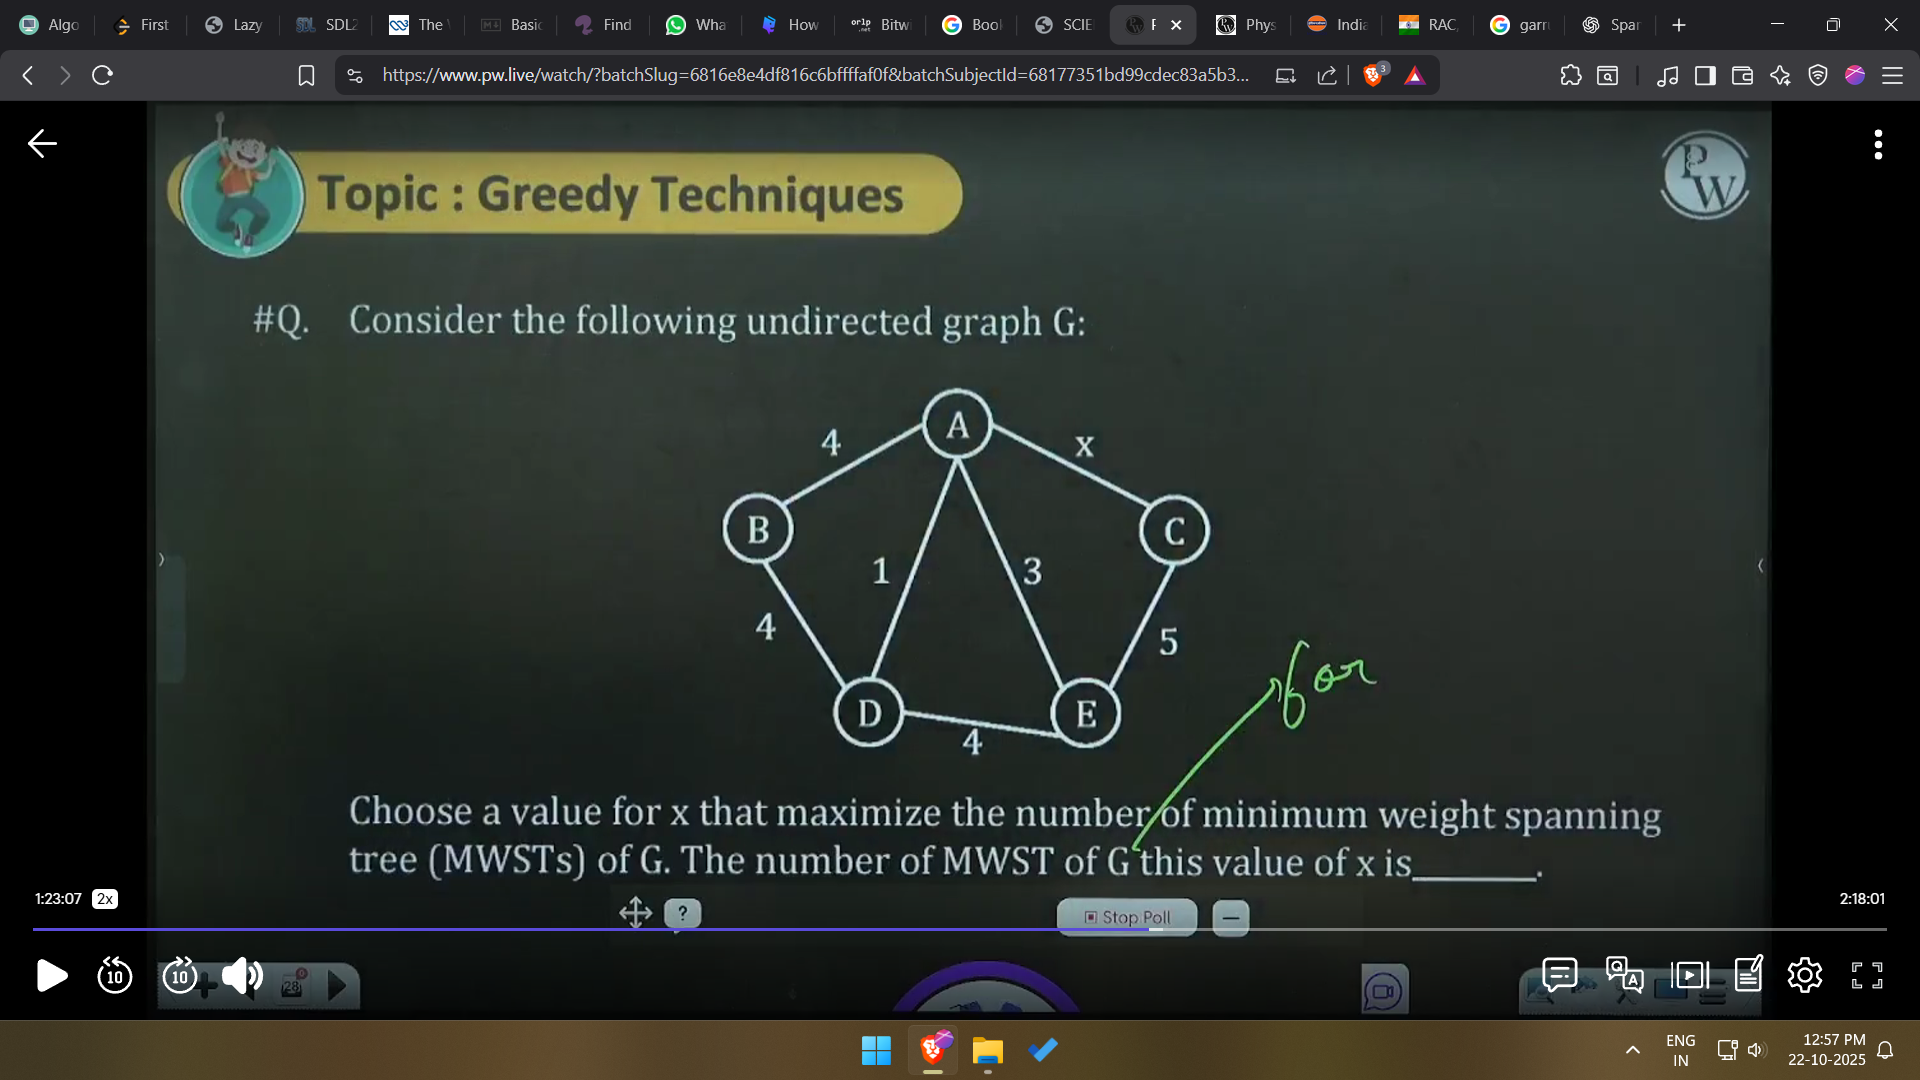 Algo
First
Lazy
SDL2
The
Basic
Find
Wha
How
Bitw
Bool
SCIE
Phys
India
RAC,
garr
Spar
https://www.pw.live/watch/?batchSlug=6816e8e4df816c6bffffaf0f&batchSubjectId=68177351bd99cdec83a5b3...
3
Topic : Greedy Techniques
PW
#Q. Consider the following undirected graph G:
A
4
x
B
C
1
3
4
5
for
D
E
4
Choose a value for x that maximize the number of minimum weight spanning
tree (MWSTs) of G. The number of MWST of G this value of x is________.
1:23:07 2x
2:18:01
?
Stop Poll
10
10
28
ENG
IN
12:57 PM
22-10-2025